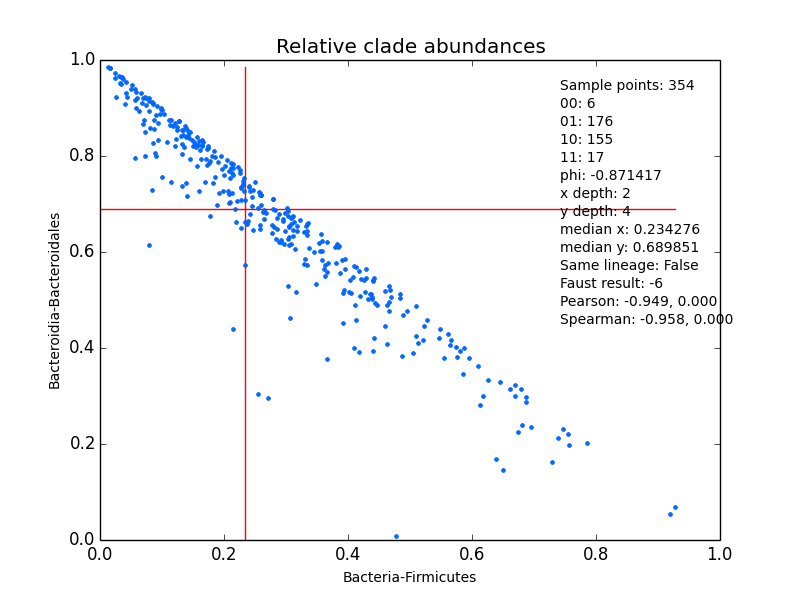 Relative clade abundances
1.0
0.8
0.6
0.4
0.2
0.0
Bacteroidia-Bacteroidales
Sample points: 354
00: 6
01: 176
10: 155
11: 17
phi: -0.871417
x depth: 2
y depth: 4
median x: 0.234276
median y: 0.689851
Same lineage: False
Faust result: -6
Pearson: -0.949, 0.000
Spearman: -0.958, 0.000
0.0 0.2 0.4 0.6 0.8 1.0
Bacteria-Firmicutes